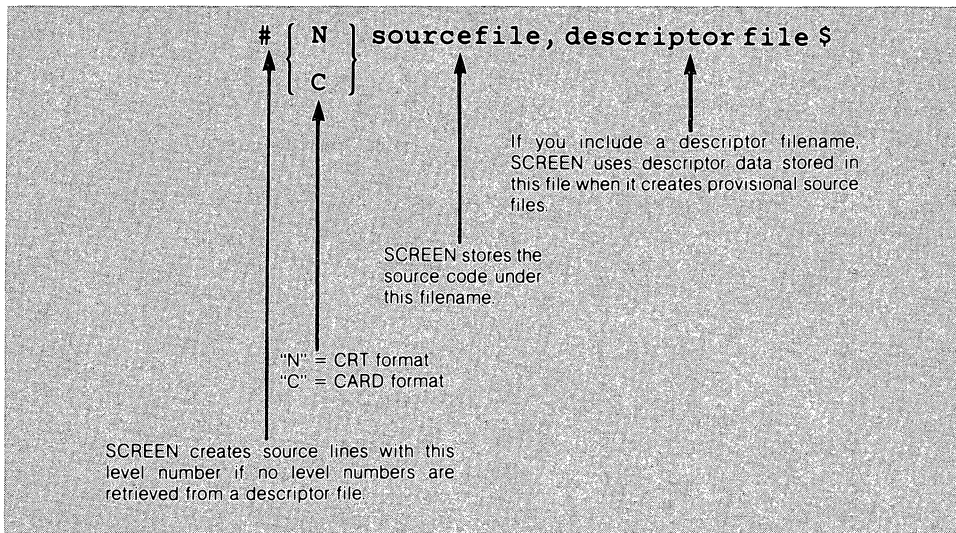 # { N sourcefile, descriptor file $
C }
If you include a descriptor filename,
SCREEN uses descriptor data stored in
this file when it creates provisional source
files.
SCREEN stores the
source code under
this filename.
"N" = CRT format
"C" = CARD format
SCREEN creates source lines with this
level number if no level numbers are
retrieved from a descriptor file.